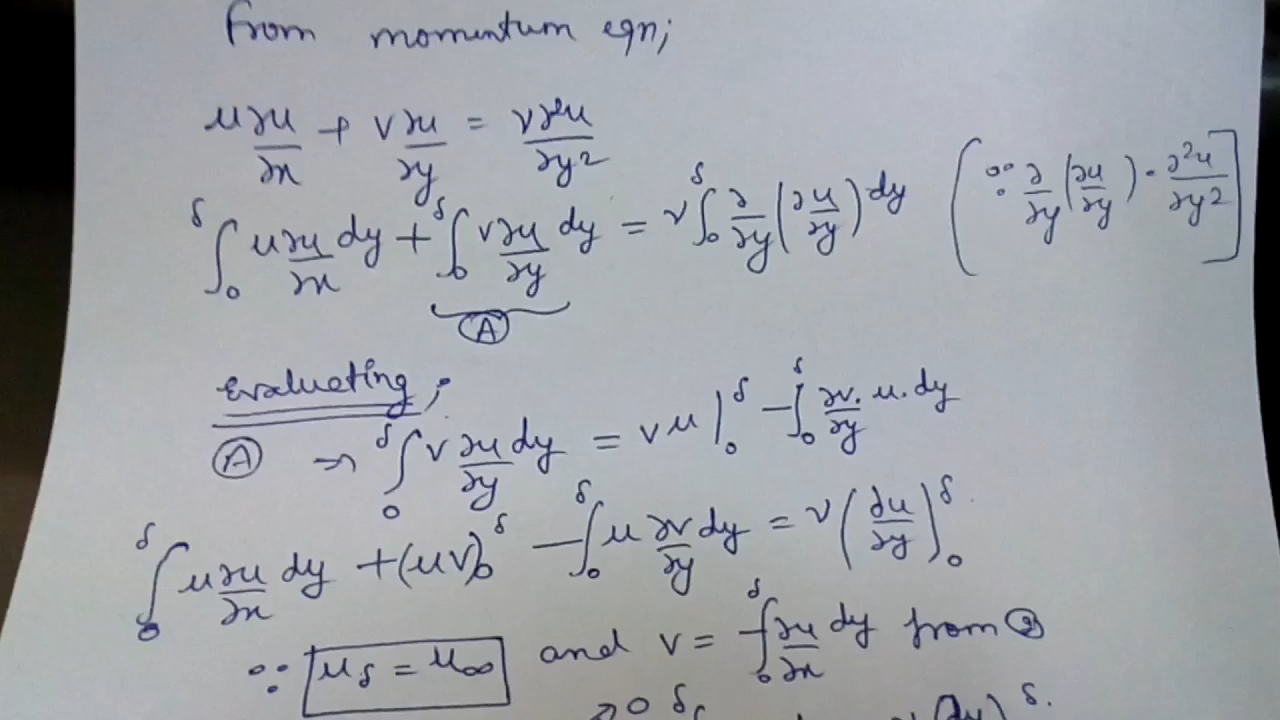 from momentum eqn;
u ∂u/∂x + v ∂u/∂y = ν ∂²u/∂y²
∫₀^δ u ∂u/∂x dy + ∫₀^δ v ∂u/∂y dy = ν ∫₀^δ ∂/∂y (∂u/∂y) dy [∵ ∂/∂y (∂u/∂y) = ∂²u/∂y²]
Ⓐ
Evaluating;
Ⓐ → ∫₀^δ v ∂u/∂y dy = v u |₀^δ - ∫₀^δ ∂v/∂y . u . dy
∫₀^δ u ∂u/∂x dy + (uv)₀^δ - ∫₀^δ u ∂v/∂y dy = ν (∂u/∂y)₀^δ
∵ u_δ = u_∞ and v = -∫₀^δ ∂u/∂x dy from ②